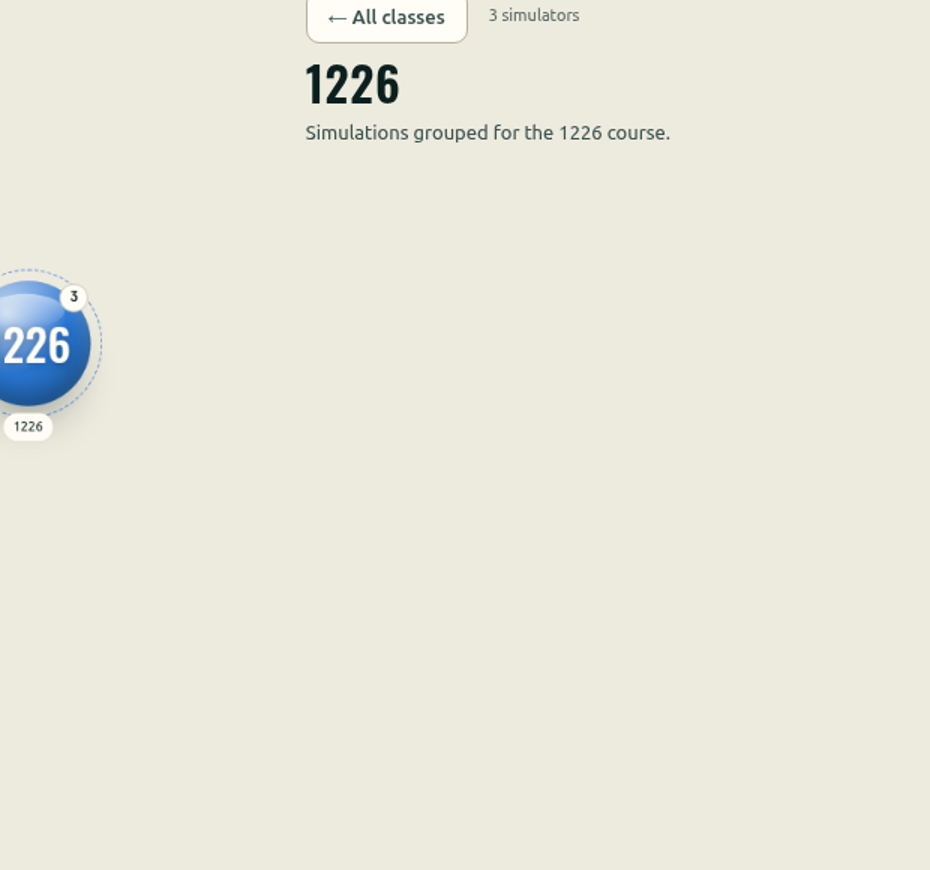 ← All classes
3 simulators
1226
Simulations grouped for the 1226 course.
3
226
1226